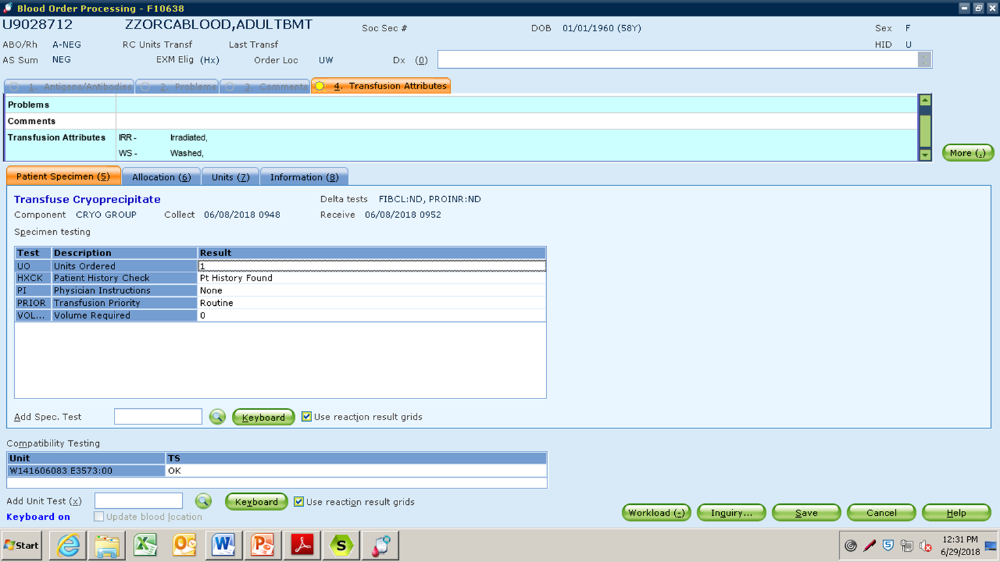 Blood Order Processing - F10638
U9028712 ZZORCABLOOD,ADULTBMT Soc Sec # DOB 01/01/1960 (58Y) Sex F
ABO/Rh A-NEG RC Units Transf Last Transf HID U
AS Sum NEG EXM Elig (Hx) Order Loc UW Dx (0)
1. Antigens/Antibodies 2. Problems 3. Comments 4. Transfusion Attributes
Problems
Comments
Transfusion Attributes IRR - Irradiated,
WS - Washed,
More (.)
Patient Specimen (5) Allocation (6) Units (7) Information (8)
Transfuse Cryoprecipitate Delta tests FIBCL:ND, PROINR:ND
Component CRYO GROUP Collect 06/08/2018 0948 Receive 06/08/2018 0952
Specimen testing
Test Description Result
UO Units Ordered 1
HXCK Patient History Check Pt History Found
PI Physician Instructions None
PRIOR Transfusion Priority Routine
VOL... Volume Required 0
Add Spec. Test Keyboard Use reaction result grids
Compatibility Testing
Unit TS
W141606083 E3573:00 OK
Add Unit Test (x) Keyboard Use reaction result grids
Keyboard on Update blood location
Workload (-) Inquiry... Save Cancel Help
Start 12:31 PM
6/29/2018